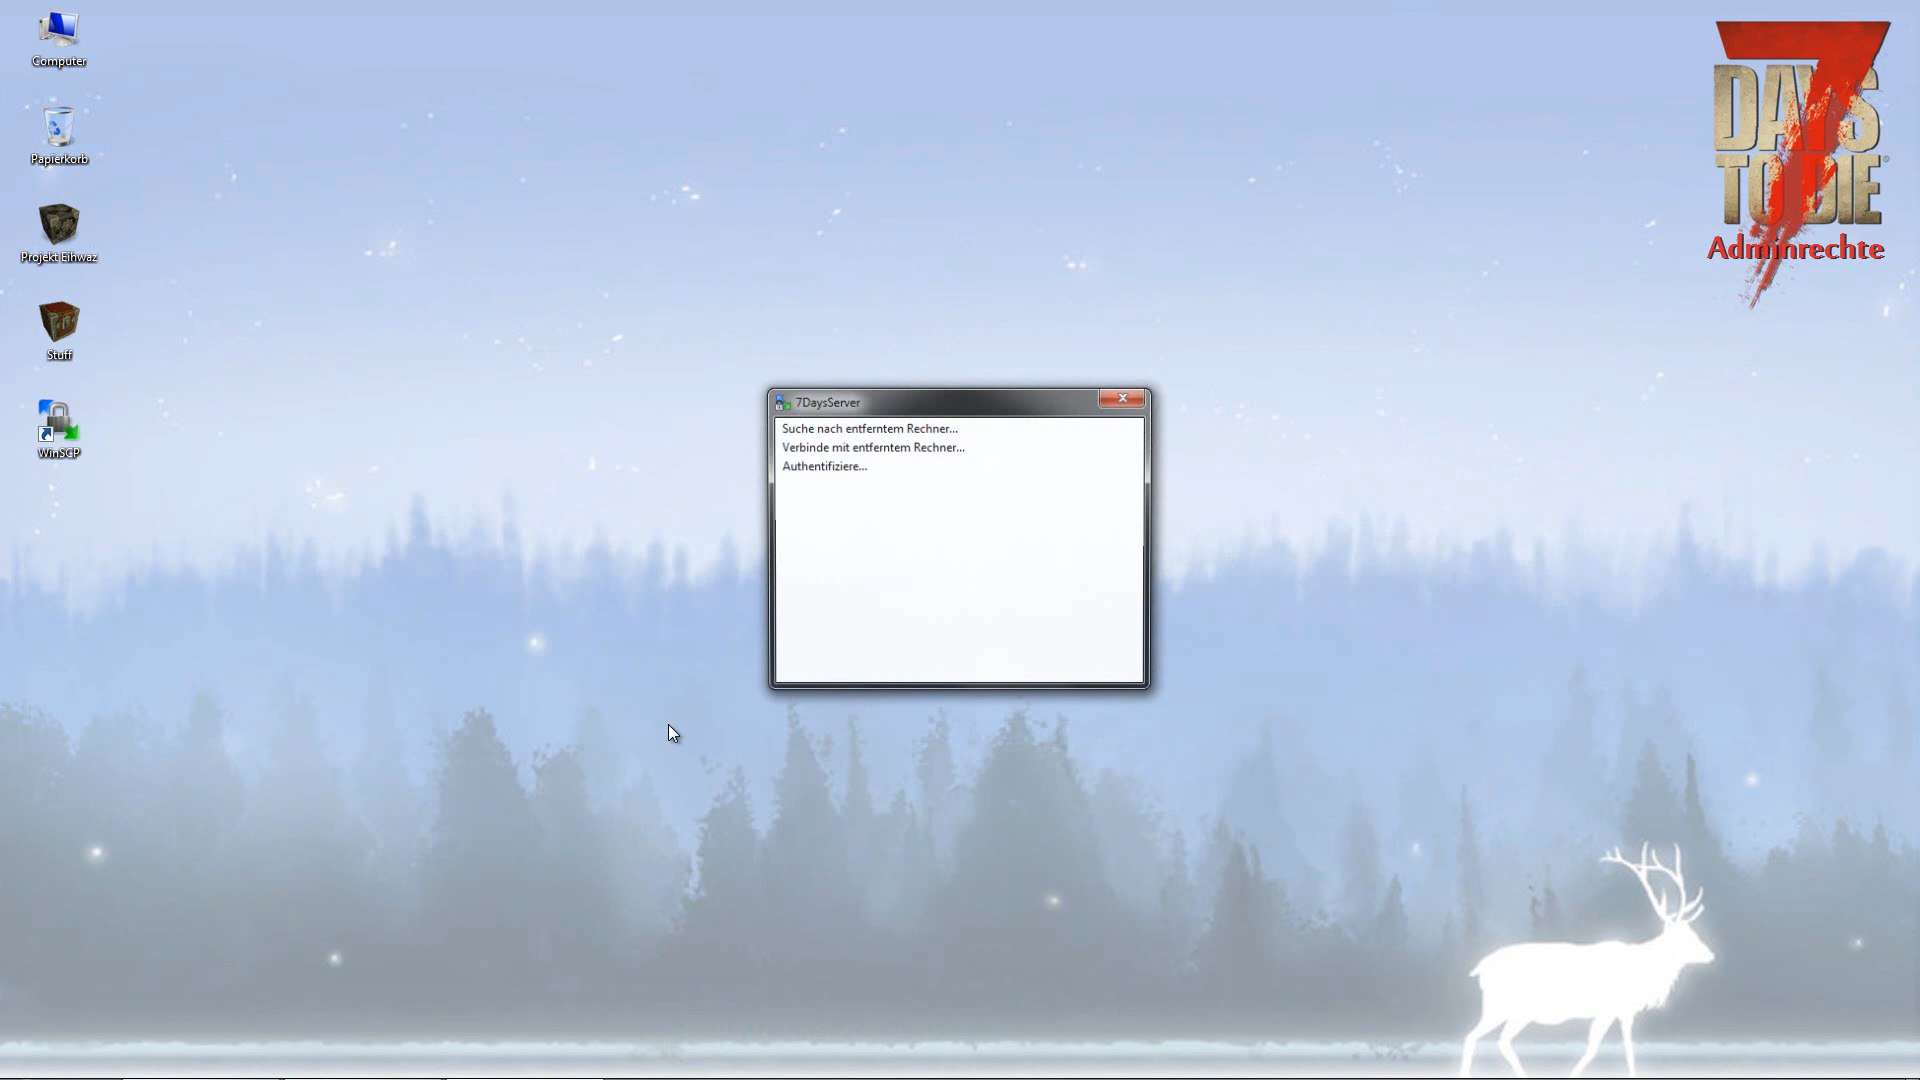 Computer
Papierkorb
Projekt Eihwaz
Stuff
WinSCP
7DaysServer
Suche nach entferntem Rechner...
Verbinde mit entferntem Rechner...
Authentifiziere...
7
DAYS
TO DIE
Adminrechte